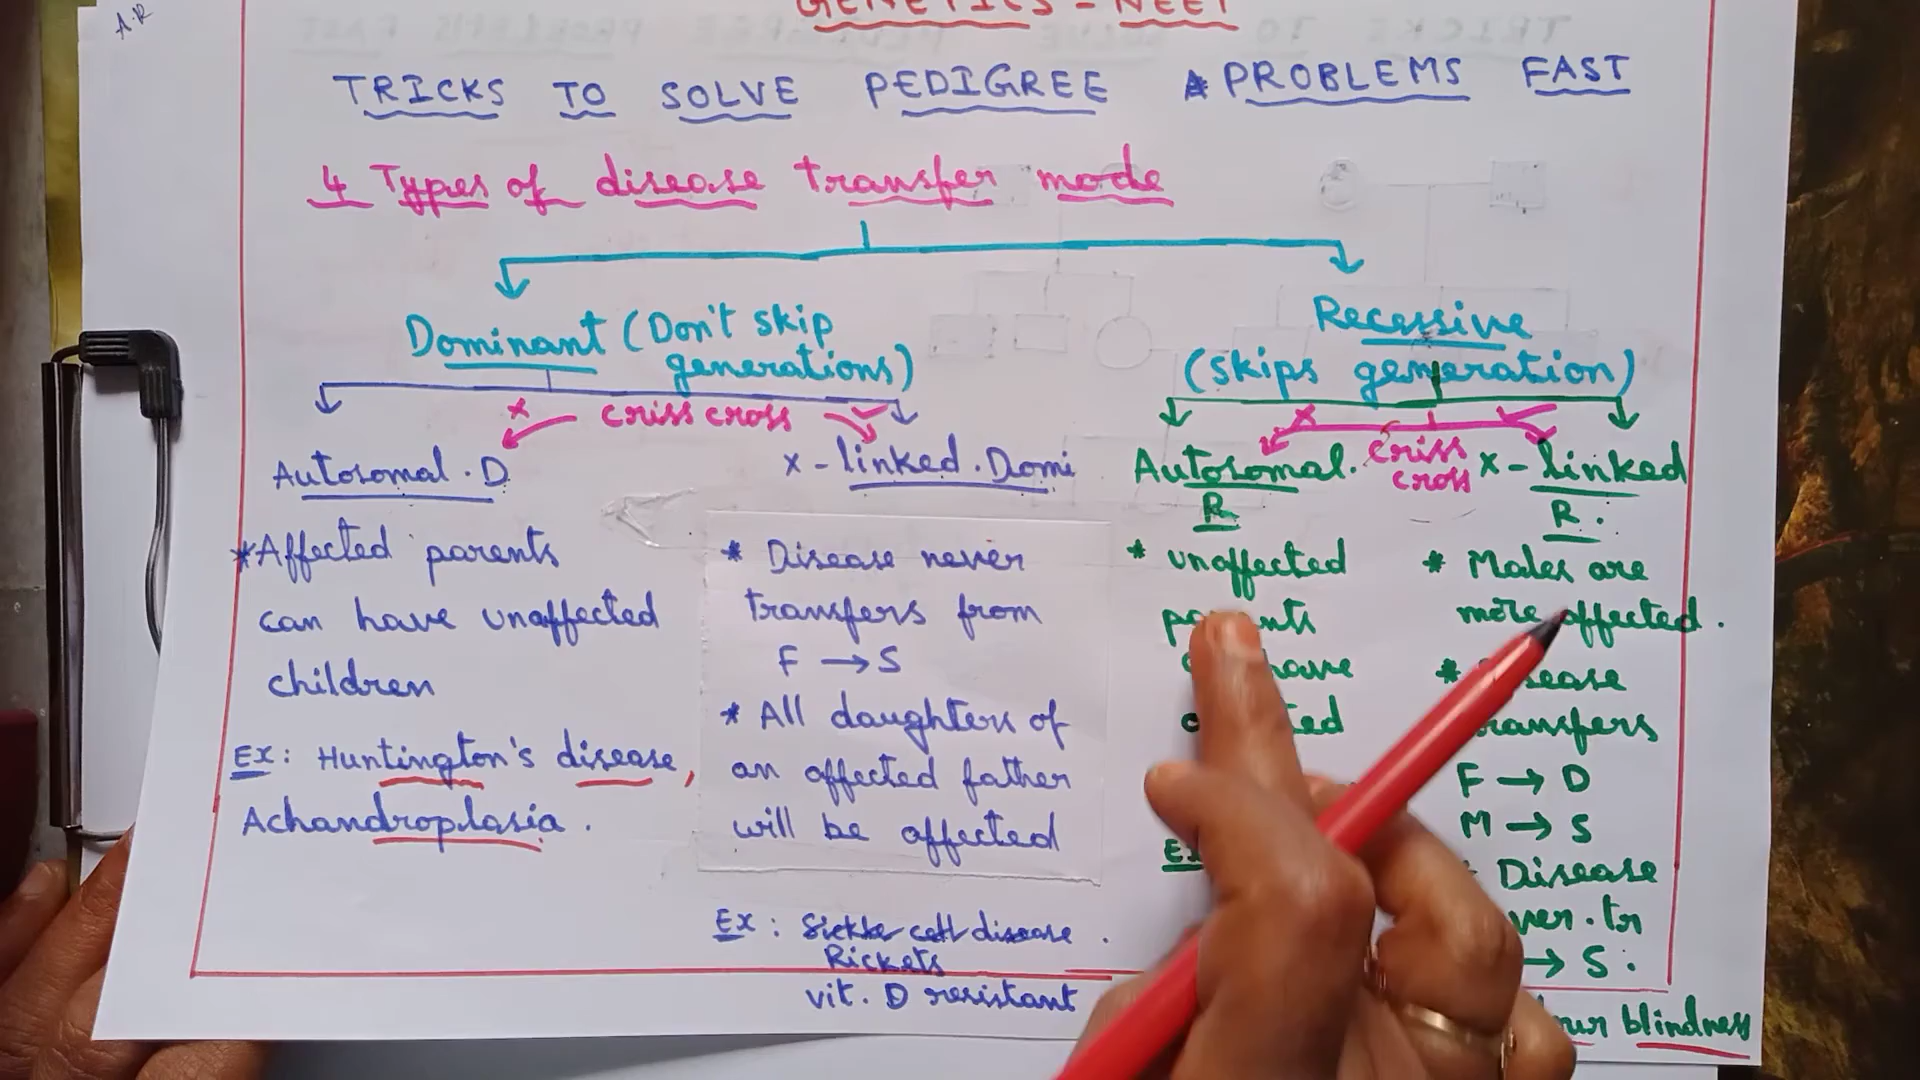 A.R
GENETICS - NEET
TRICKS TO SOLVE PEDIGREE PROBLEMS FAST
4 Types of disease transfer mode
Dominant (Don't skip
generations)
criss cross
Autosomal. D
x - linked. Domi
* Affected parents
can have unaffected
children
Ex: Huntington's disease,
Achandroplasia.
* Disease never
transfers from
F → S
* All daughters of
an affected father
will be affected
Ex:
Rickets
vit. D resistant
Recessive
(skips generation)
criss
cross
Autosomal.
R
x - linked
R.
* unaffected
* Males are
more affected.
*
F → D
M → S
Disease
→ S.
blindness